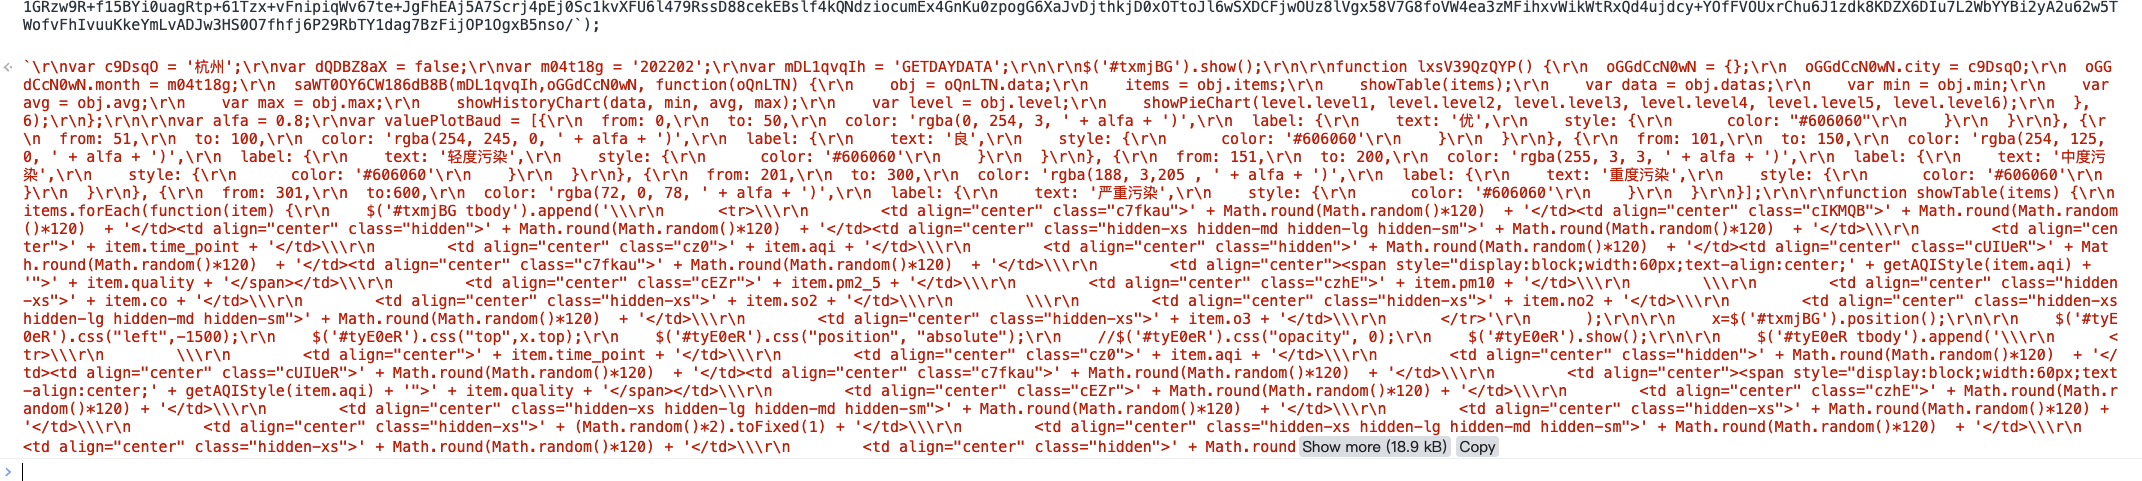 1GRzw9R+f15BYi0uagRtp+61Tzx+vFnipiqWv67te+JgFhEAj5A7Scrj4pEj0Sc1kvXFU6l479RssD88cekEBslf4kQNdziocumEx4GnKu0zpogG6XaJvDjthkjD0xOTtoJl6wSXDCFjwOUz8lVgx58V7G8foVW4ea3zMFihxvWikWtRxQd4ujdcy+YOfFVOUxrChu6J1zdk8KDZX6DIu7L2WbYYBi2yA2u62w5T
WofvFhIvuuKkeYmLvADJw3HS0O7fhfj6P29RbTY1dag7BzFijOP1OgxB5nso/`);
`\r\nvar c9DsqO = '杭州';\r\nvar dQDBZ8aX = false;\r\nvar m04t18g = '202202';\r\nvar mDL1qvqIh = 'GETDAYDATA';\r\n\r\n$('#txmjBG').show();\r\n\r\nfunction lxsV39QzQYP() {\r\n  oGGdCcN0wN = {};\r\n  oGGdCcN0wN.city = c9DsqO;\r\n  oGG
dCcN0wN.month = m04t18g;\r\n  saWT0OY6CW186dB8B(mDL1qvqIh,oGGdCcN0wN, function(oQnLTN) {\r\n    obj = oQnLTN.data;\r\n    items = obj.items;\r\n    showTable(items);\r\n    var data = obj.datas;\r\n    var min = obj.min;\r\n    var
avg = obj.avg;\r\n    var max = obj.max;\r\n    showHistoryChart(data, min, avg, max);\r\n    var level = obj.level;\r\n    showPieChart(level.level1, level.level2, level.level3, level.level4, level.level5, level.level6);\r\n  },
6);\r\n};\r\n\r\nvar alfa = 0.8;\r\nvar valuePlotBaud = [{\r\n  from: 0,\r\n  to: 50,\r\n  color: 'rgba(0, 254, 3, ' + alfa + ')',\r\n  label: {\r\n    text: '优',\r\n    style: {\r\n      color: "#606060"\r\n    }\r\n  }\r\n}, {\r
\n  from: 51,\r\n  to: 100,\r\n  color: 'rgba(254, 245, 0, ' + alfa + ')',\r\n  label: {\r\n    text: '良',\r\n    style: {\r\n      color: '#606060'\r\n    }\r\n  }\r\n}, {\r\n  from: 101,\r\n  to: 150,\r\n  color: 'rgba(254, 125,
0, ' + alfa + ')',\r\n  label: {\r\n    text: '轻度污染',\r\n    style: {\r\n      color: '#606060'\r\n    }\r\n  }\r\n}, {\r\n  from: 151,\r\n  to: 200,\r\n  color: 'rgba(255, 3, 3, ' + alfa + ')',\r\n  label: {\r\n    text: '中度污
染',\r\n    style: {\r\n      color: '#606060'\r\n    }\r\n  }\r\n}, {\r\n  from: 201,\r\n  to: 300,\r\n  color: 'rgba(188, 3,205 , ' + alfa + ')',\r\n  label: {\r\n    text: '重度污染',\r\n    style: {\r\n      color: '#606060'\r\n
}\r\n  }\r\n}, {\r\n  from: 301,\r\n  to:600,\r\n  color: 'rgba(72, 0, 78, ' + alfa + ')',\r\n  label: {\r\n    text: '严重污染',\r\n    style: {\r\n      color: '#606060'\r\n    }\r\n  }\r\n}];\r\n\r\nfunction showTable(items) {\r\n
items.forEach(function(item) {\r\n    $('#txmjBG tbody').append('\\\r\n      <tr>\\\r\n        <td align="center" class="c7fkau">' + Math.round(Math.random()*120)  + '</td><td align="center" class="cIKMQB">' + Math.round(Math.random
()*120)  + '</td><td align="center" class="hidden">' + Math.round(Math.random()*120)  + '</td><td align="center" class="hidden-xs hidden-md hidden-lg hidden-sm">' + Math.round(Math.random()*120)  + '</td>\\\r\n        <td align="cen
ter">' + item.time_point + '</td>\\\r\n        <td align="center" class="cz0">' + item.aqi + '</td>\\\r\n        <td align="center" class="hidden">' + Math.round(Math.random()*120)  + '</td><td align="center" class="cUIUeR">' + Mat
h.round(Math.random()*120)  + '</td><td align="center" class="c7fkau">' + Math.round(Math.random()*120)  + '</td>\\\r\n        <td align="center"><span style="display:block;width:60px;text-align:center;' + getAQIStyle(item.aqi) +
'">' + item.quality + '</span></td>\\\r\n        <td align="center" class="cEZr">' + item.pm2_5 + '</td>\\\r\n        <td align="center" class="czhE">' + item.pm10 + '</td>\\\r\n        \\\r\n        <td align="center" class="hidden
-xs">' + item.co + '</td>\\\r\n        <td align="center" class="hidden-xs">' + item.so2 + '</td>\\\r\n        \\\r\n        <td align="center" class="hidden-xs">' + item.no2 + '</td>\\\r\n        <td align="center" class="hidden-xs
hidden-lg hidden-md hidden-sm">' + Math.round(Math.random()*120)  + '</td>\\\r\n        <td align="center" class="hidden-xs">' + item.o3 + '</td>\\\r\n      </tr>'\r\n      );\r\n\r\n    x=$('#txmjBG').position();\r\n\r\n    $('#tyE
0eR').css("left",-1500);\r\n    $('#tyE0eR').css("top",x.top);\r\n    $('#tyE0eR').css("position", "absolute");\r\n    //$('#tyE0eR').css("opacity", 0);\r\n    $('#tyE0eR').show();\r\n\r\n    $('#tyE0eR tbody').append('\\\r\n      <
tr>\\\r\n        \\\r\n        <td align="center">' + item.time_point + '</td>\\\r\n        <td align="center" class="cz0">' + item.aqi + '</td>\\\r\n        <td align="center" class="hidden">' + Math.round(Math.random()*120)  + '</
td><td align="center" class="cUIUeR">' + Math.round(Math.random()*120)  + '</td><td align="center" class="c7fkau">' + Math.round(Math.random()*120)  + '</td>\\\r\n        <td align="center"><span style="display:block;width:60px;text
-align:center;' + getAQIStyle(item.aqi) + '">' + item.quality + '</span></td>\\\r\n        <td align="center" class="cEZr">' + Math.round(Math.random()*120) + '</td>\\\r\n        <td align="center" class="czhE">' + Math.round(Math.r
andom()*120) + '</td>\\\r\n        <td align="center" class="hidden-xs hidden-lg hidden-md hidden-sm">' + Math.round(Math.random()*120)  + '</td>\\\r\n        <td align="center" class="hidden-xs">' + Math.round(Math.random()*120) +
'</td>\\\r\n        <td align="center" class="hidden-xs">' + (Math.random()*2).toFixed(1) + '</td>\\\r\n        <td align="center" class="hidden-xs hidden-lg hidden-md hidden-sm">' + Math.round(Math.random()*120)  + '</td>\\\r\n
<td align="center" class="hidden-xs">' + Math.round(Math.random()*120) + '</td>\\\r\n        <td align="center" class="hidden">' + Math.round Show more (18.9 kB) Copy